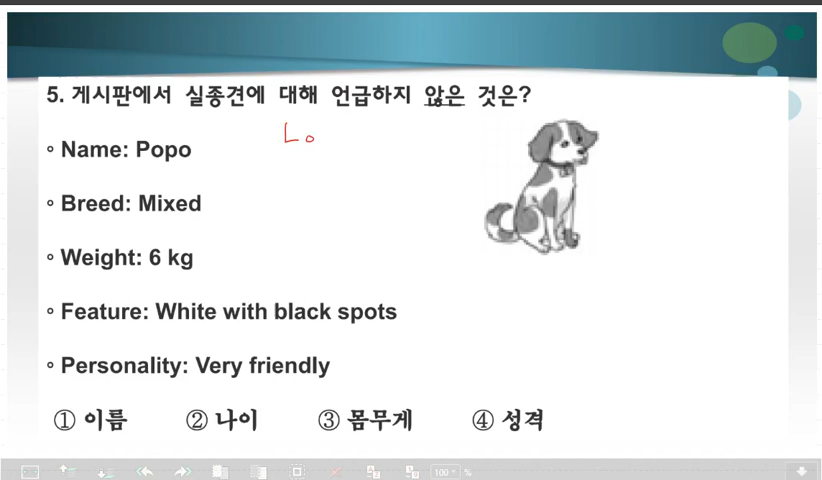 5. 게시판에서 실종견에 대해 언급하지 않은 것은?
Lo
◦ Name: Popo
◦ Breed: Mixed
◦ Weight: 6 kg
◦ Feature: White with black spots
◦ Personality: Very friendly
① 이름 ② 나이 ③ 몸무게 ④ 성격
100 %